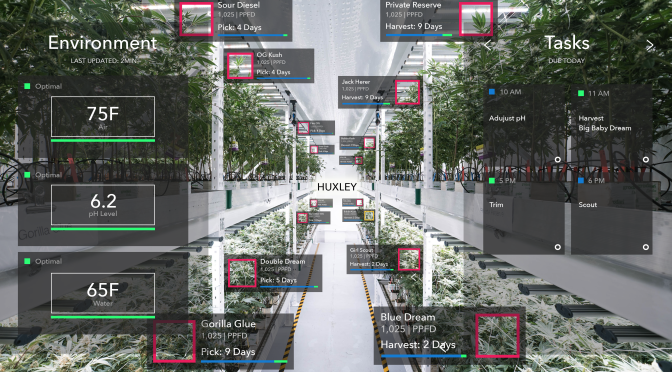 Sour Diesel
1,025 | PPFD
Pick: 4 Days
Private Reserve
1,025 | PPFD
Harvest: 9 Days
Environment
LAST UPDATED: 2MIN
Tasks
DUE TODAY
OG Kush
1,025 | PPFD
Pick: 4 Days
Jack Herer
1,025 | PPFD
Harvest: 9 Days
Optimal
75F
Air
10 AM
Adujust pH
11 AM
Harvest
Big Baby Dream
Optimal
6.2
pH Level
HUXLEY
5 PM
Trim
6 PM
Scout
Optimal
65F
Water
Double Dream
1,025 | PPFD
Pick: 5 Days
Girl Scout
1,025 | PPFD
Harvest: 2 Days
Gorilla Glue
1,025 | PPFD
Pick: 9 Days
Blue Dream
1,025 | PPFD
Harvest: 2 Days